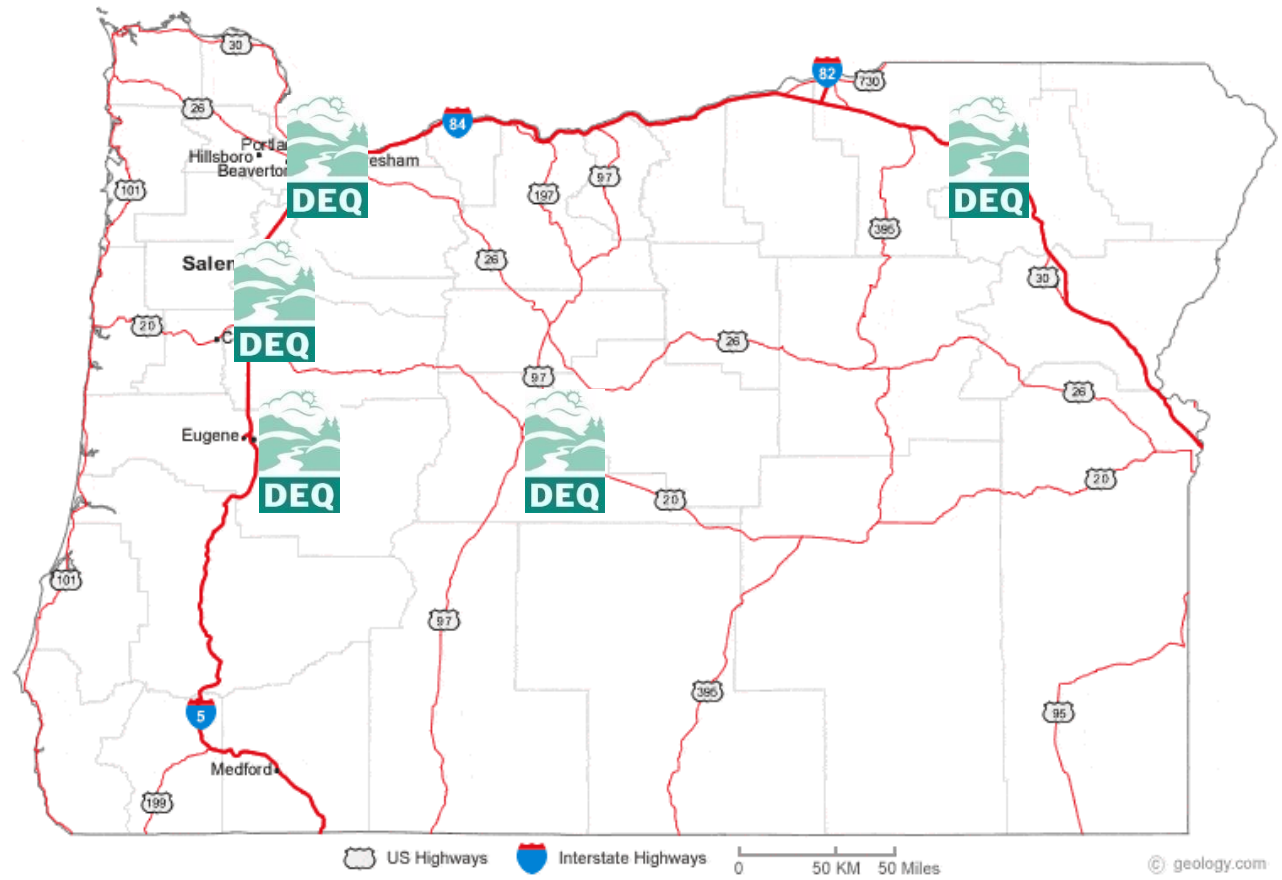 30
82
730
26
84
Portla
Hillsboro
esham
Beaverton
101
197
97
DEQ
DEQ
395
Salem
26
30
20
C
DEQ
26
97
26
Eugene
DEQ
DEQ
20
20
101
97
395
95
5
Medford
199
US Highways
Interstate Highways
0
50 KM
50 Miles
© geology.com